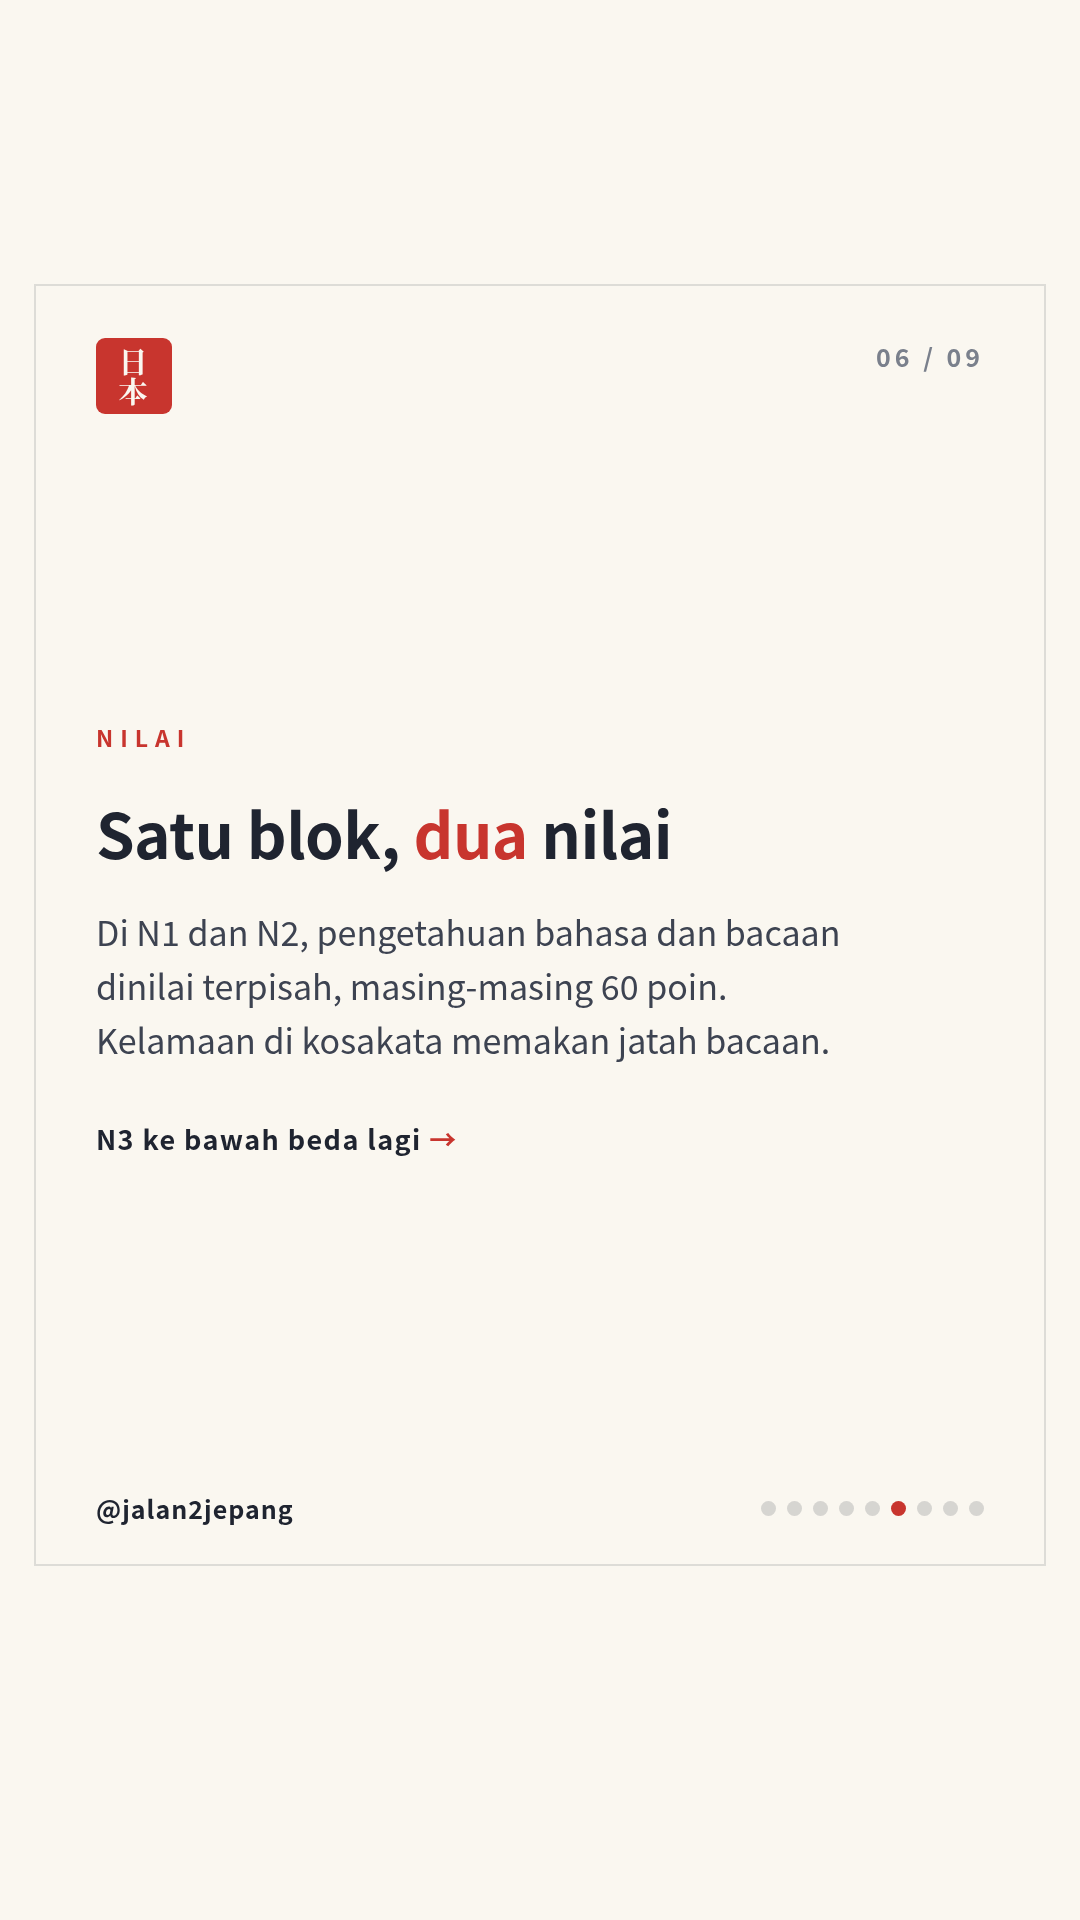 日本
06 / 09
NILAI
Satu blok, dua nilai
Di N1 dan N2, pengetahuan bahasa dan bacaan
dinilai terpisah, masing-masing 60 poin.
Kelamaan di kosakata memakan jatah bacaan.
N3 ke bawah beda lagi →
@jalan2jepang